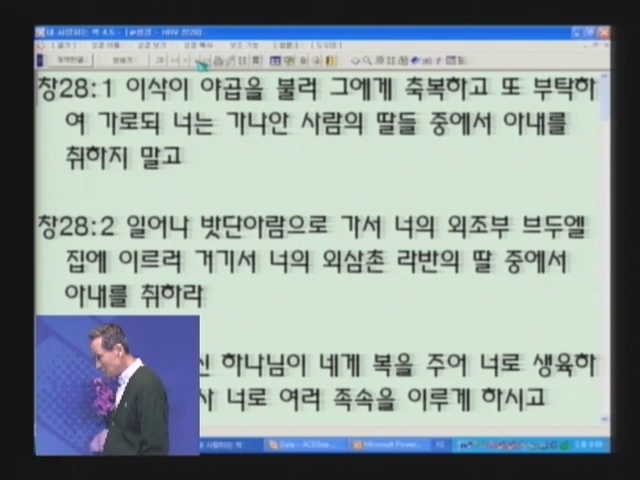 창28:1 이삭이 야곱을 불러 그에게 축복하고 또 부탁하
여 가로되 너는 가나안 사람의 딸들 중에서 아내를
취하지 말고
창28:2 일어나 밧단아람으로 가서 너의 외조부 브두엘
집에 이르러 거기서 너의 외삼촌 라반의 딸 중에서
아내를 취하라
하나님이 네게 복을 주어 너로 생육하
너로 여러 족속을 이루게 하시고